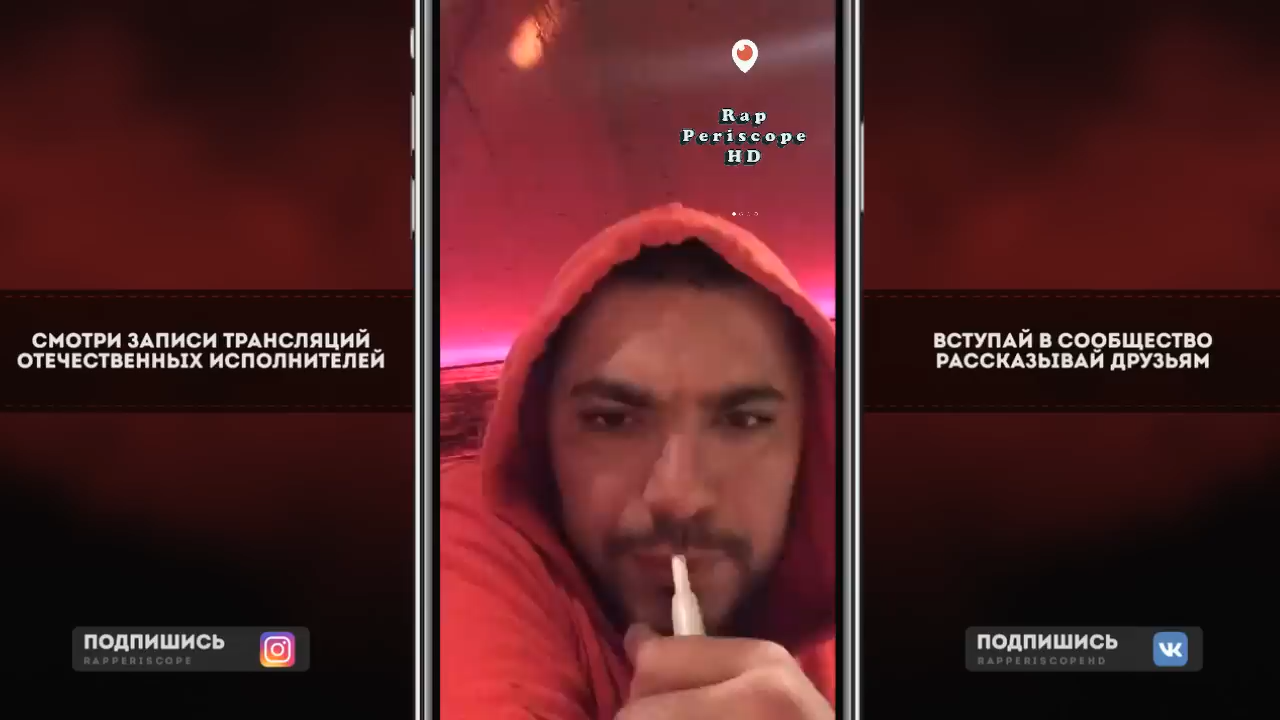 Rap
Periscope
HD
СМОТРИ ЗАПИСИ ТРАНСЛЯЦИЙ
ОТЕЧЕСТВЕННЫХ ИСПОЛНИТЕЛЕЙ
ВСТУПАЙ В СООБЩЕСТВО
РАССКАЗЫВАЙ ДРУЗЬЯМ
ПОДПИШИСЬ
RAPPERISCOPE
ПОДПИШИСЬ
RAPPERISCOPEHD